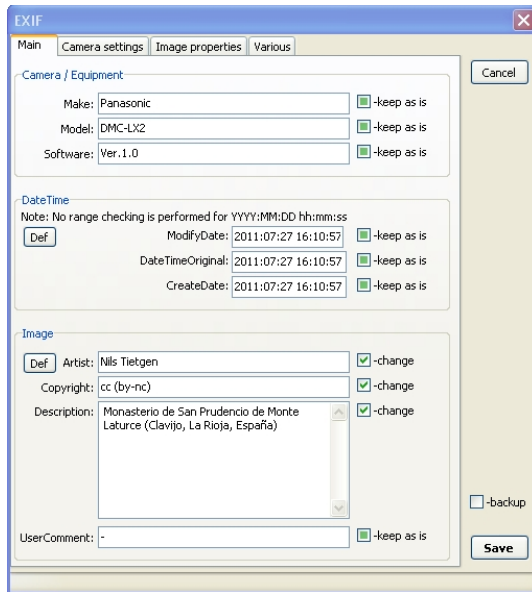 EXIF
Main Camera settings Image properties Various
Cancel
Camera / Equipment
Make: Panasonic -keep as is
Model: DMC-LX2 -keep as is
Software: Ver.1.0 -keep as is
DateTime
Note: No range checking is performed for YYYY:MM:DD hh:mm:ss
Def ModifyDate: 2011:07:27 16:10:57 -keep as is
DateTimeOriginal: 2011:07:27 16:10:57 -keep as is
CreateDate: 2011:07:27 16:10:57 -keep as is
Image
Def Artist: Nils Tietgen -change
Copyright: cc (by-nc) -change
Description: Monasterio de San Prudencio de Monte -change
Laturce (Clavijo, La Rioja, España)
-backup
UserComment: - -keep as is
Save